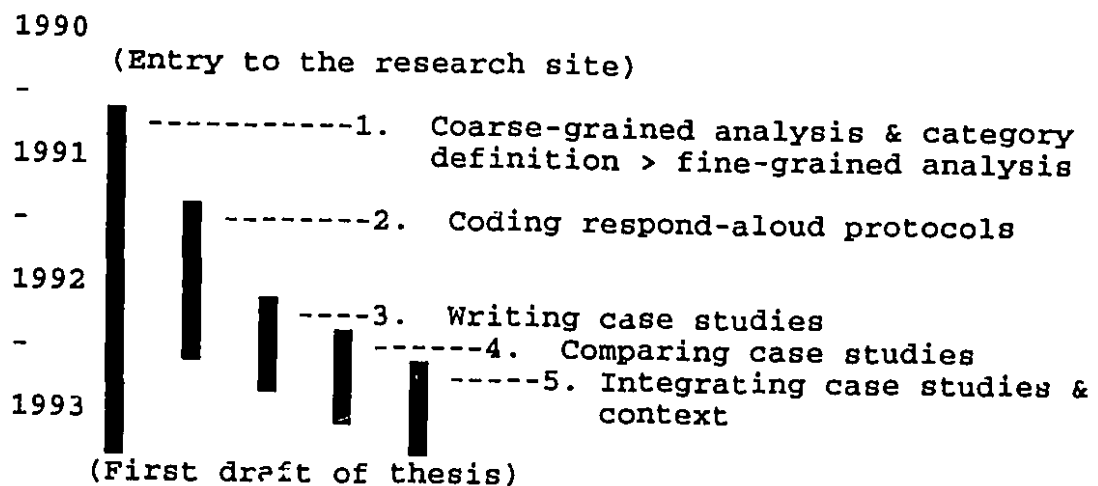 1990
(Entry to the research site)
-
-----------1. Coarse-grained analysis & category
1991 definition > fine-grained analysis
-
--------2. Coding respond-aloud protocols
1992
----3. Writing case studies
-
------4. Comparing case studies
-----5. Integrating case studies &
1993 context
(First draft of thesis)